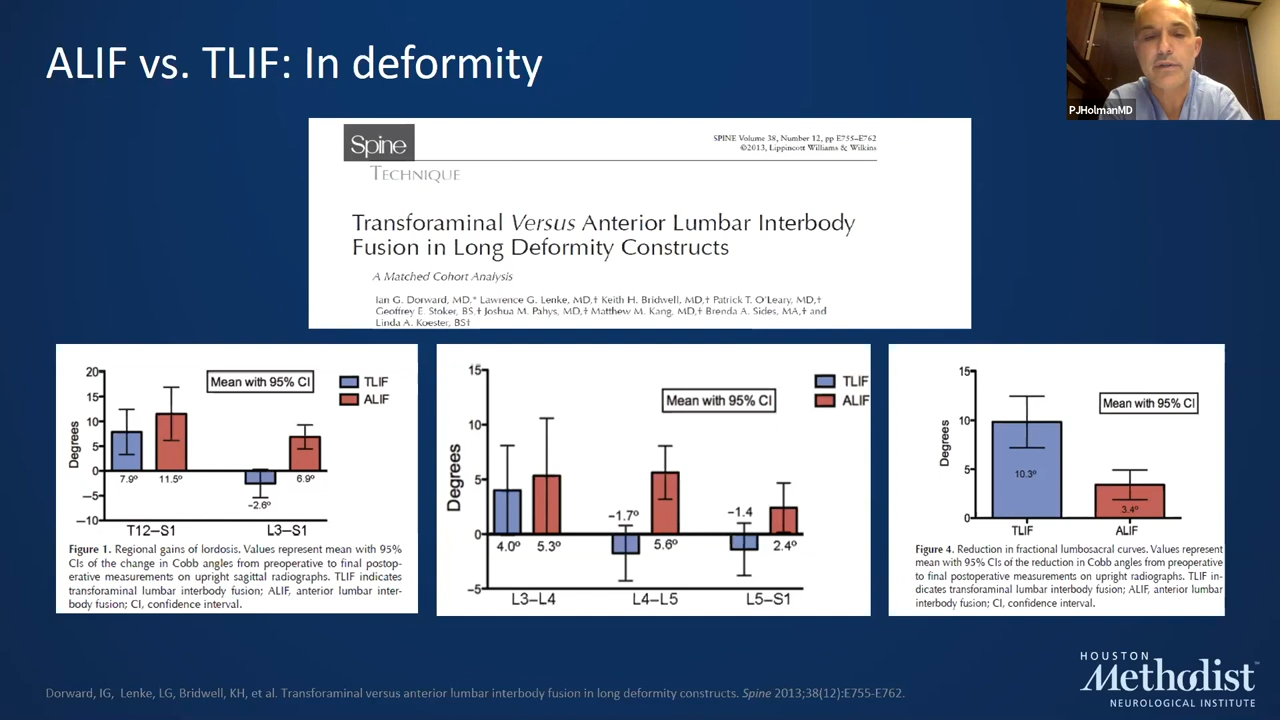 ALIF vs. TLIF: In deformity
PJHolmanMD
Spine
SPINE Volume 38, Number 12, pp E755–E762
©2013, Lippincott Williams & Wilkins
TECHNIQUE
Transforaminal Versus Anterior Lumbar Interbody
Fusion in Long Deformity Constructs
A Matched Cohort Analysis
Ian G. Dorward, MD,* Lawrence G. Lenke, MD,† Keith H. Bridwell, MD,† Patrick T. O'Leary, MD,†
Geoffrey E. Stoker, BS,† Joshua M. Pahys, MD,† Matthew M. Kang, MD,† Brenda A. Sides, MA,† and
Linda A. Koester, BS†
20
15
10
5
0
−5
−10
Degrees
Mean with 95% CI
TLIF
ALIF
7.9º
11.5º
−2.6º
6.9º
T12–S1
L3–S1
Figure 1. Regional gains of lordosis. Values represent mean with 95%
CIs of the change in Cobb angles from preoperative to final postop-
erative measurements on upright sagittal radiographs. TLIF indicates
transforaminal lumbar interbody fusion; ALIF, anterior lumbar inter-
body fusion; CI, confidence interval.
15
10
5
0
−5
Degrees
Mean with 95% CI
TLIF
ALIF
4.0º
5.3º
−1.7º
5.6º
−1.4
2.4º
L3–L4
L4–L5
L5–S1
15
10
5
0
Degrees
Mean with 95% CI
10.3º
3.4º
TLIF
ALIF
Figure 4. Reduction in fractional lumbosacral curves. Values represent
mean with 95% CIs of the reduction in Cobb angles from preoperative
to final postoperative measurements on upright radiographs. TLIF in-
dicates transforaminal lumbar interbody fusion; ALIF, anterior lumbar
interbody fusion; CI, confidence interval.
Dorward, IG, Lenke, LG, Bridwell, KH, et al. Transforaminal versus anterior lumbar interbody fusion in long deformity constructs. Spine 2013;38(12):E755-E762.
HOUSTON
Methodist
NEUROLOGICAL INSTITUTE